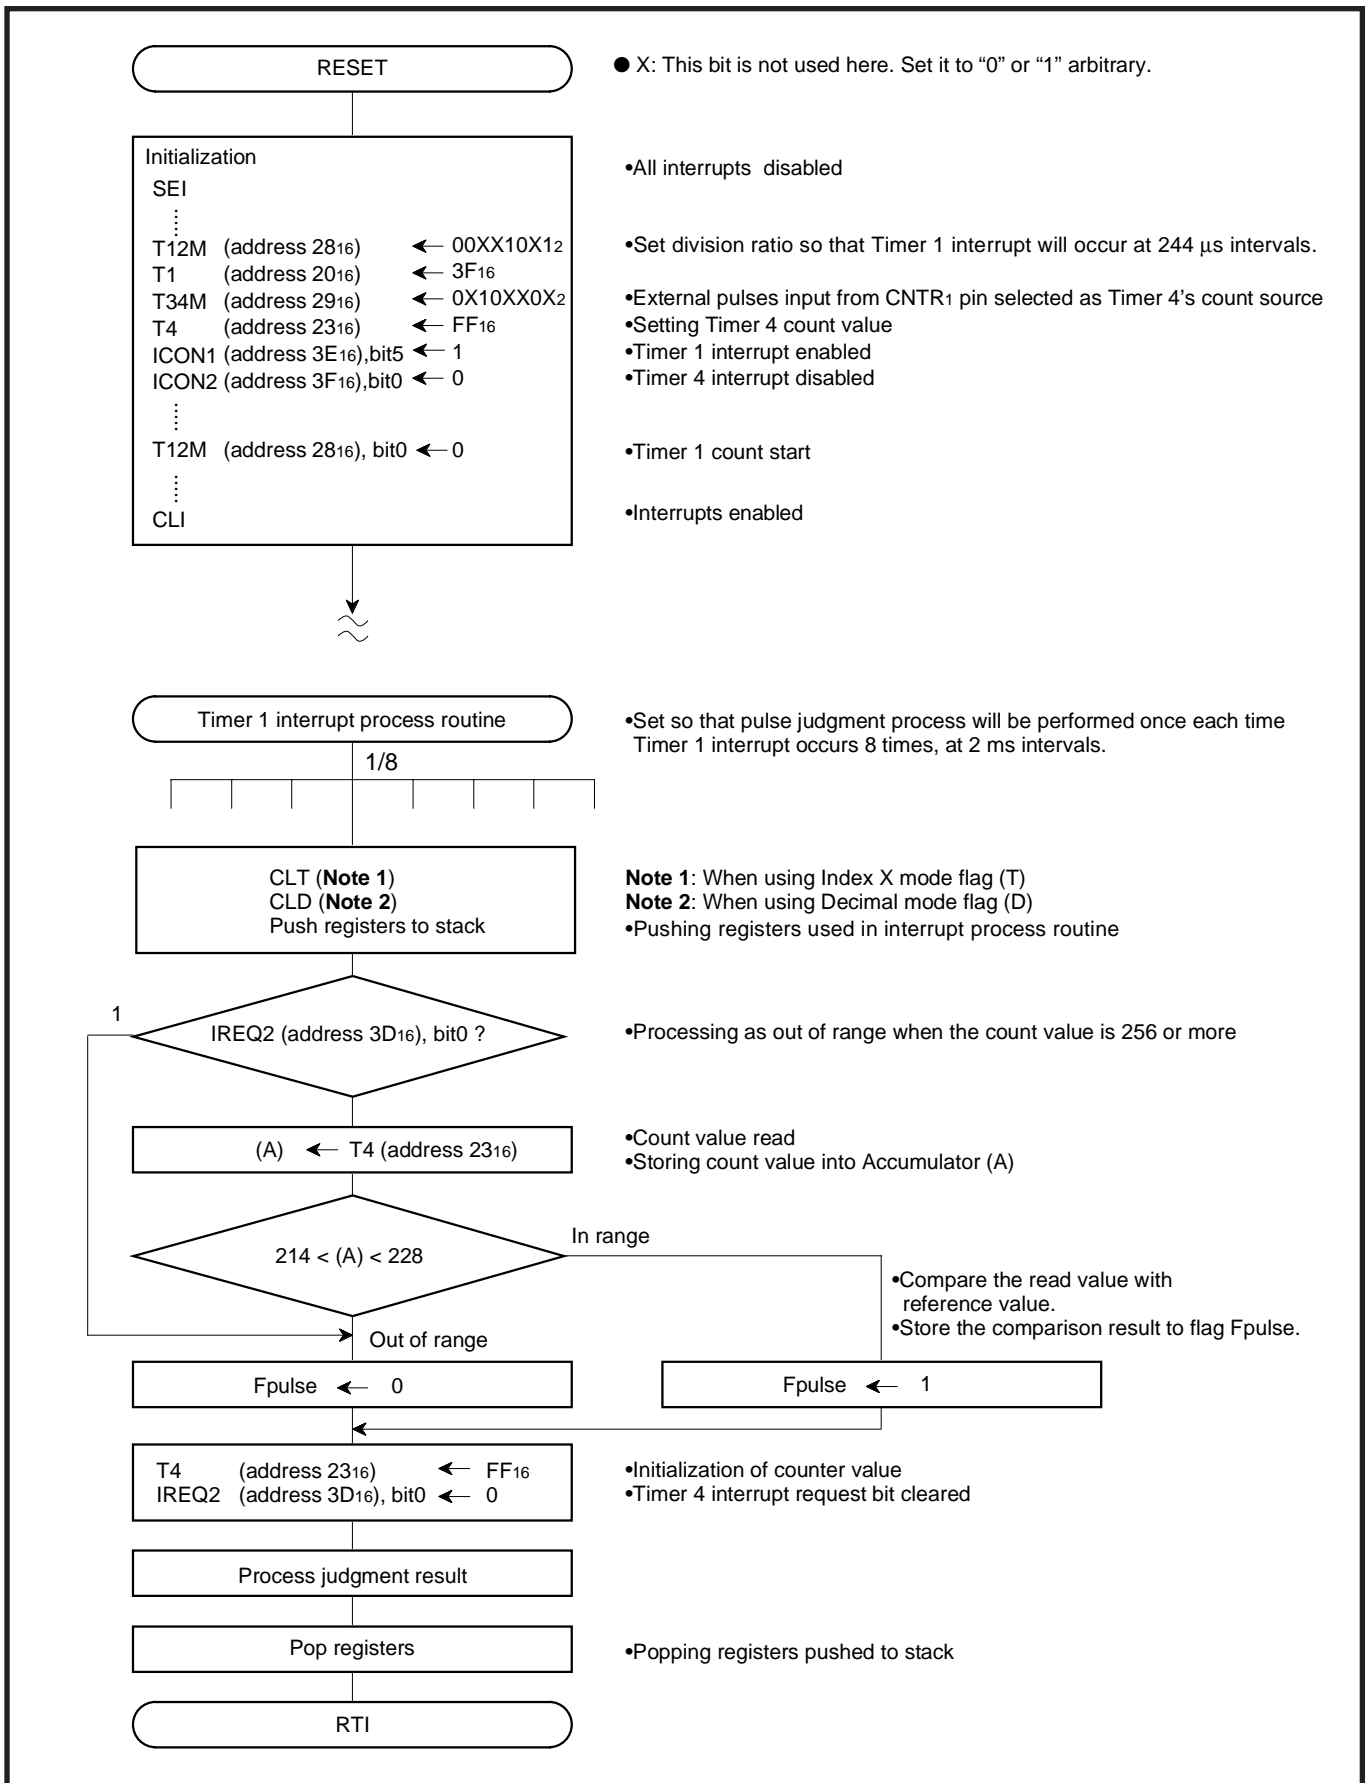 RESET
● X: This bit is not used here. Set it to “0” or “1” arbitrary.
Initialization
•All interrupts disabled
SEI
T12M (address 2816) ← 00XX10X12
•Set division ratio so that Timer 1 interrupt will occur at 244 μs intervals.
T1 (address 2016) ← 3F16
T34M (address 2916) ← 0X10XX0X2
•External pulses input from CNTR1 pin selected as Timer 4’s count source
T4 (address 2316) ← FF16
•Setting Timer 4 count value
ICON1 (address 3E16),bit5 ← 1
•Timer 1 interrupt enabled
ICON2 (address 3F16),bit0 ← 0
•Timer 4 interrupt disabled
T12M (address 2816), bit0 ← 0
•Timer 1 count start
CLI
•Interrupts enabled
Timer 1 interrupt process routine
•Set so that pulse judgment process will be performed once each time
Timer 1 interrupt occurs 8 times, at 2 ms intervals.
1/8
CLT (Note 1)
Note 1: When using Index X mode flag (T)
CLD (Note 2)
Note 2: When using Decimal mode flag (D)
Push registers to stack
•Pushing registers used in interrupt process routine
1
IREQ2 (address 3D16), bit0 ?
•Processing as out of range when the count value is 256 or more
(A) ← T4 (address 2316)
•Count value read
•Storing count value into Accumulator (A)
In range
214 < (A) < 228
•Compare the read value with
reference value.
•Store the comparison result to flag Fpulse.
Out of range
Fpulse ← 0
Fpulse ← 1
T4 (address 2316) ← FF16
•Initialization of counter value
IREQ2 (address 3D16), bit0 ← 0
•Timer 4 interrupt request bit cleared
Process judgment result
Pop registers
•Popping registers pushed to stack
RTI